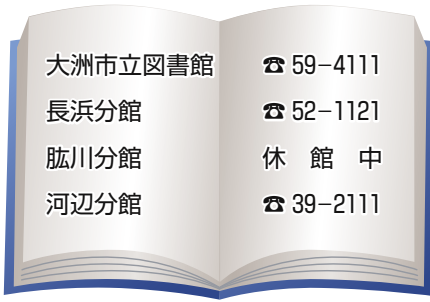 大洲市立図書館 ☎ 59−4111
長浜分館 ☎ 52−1121
肱川分館 休　館　中
河辺分館 ☎ 39−2111